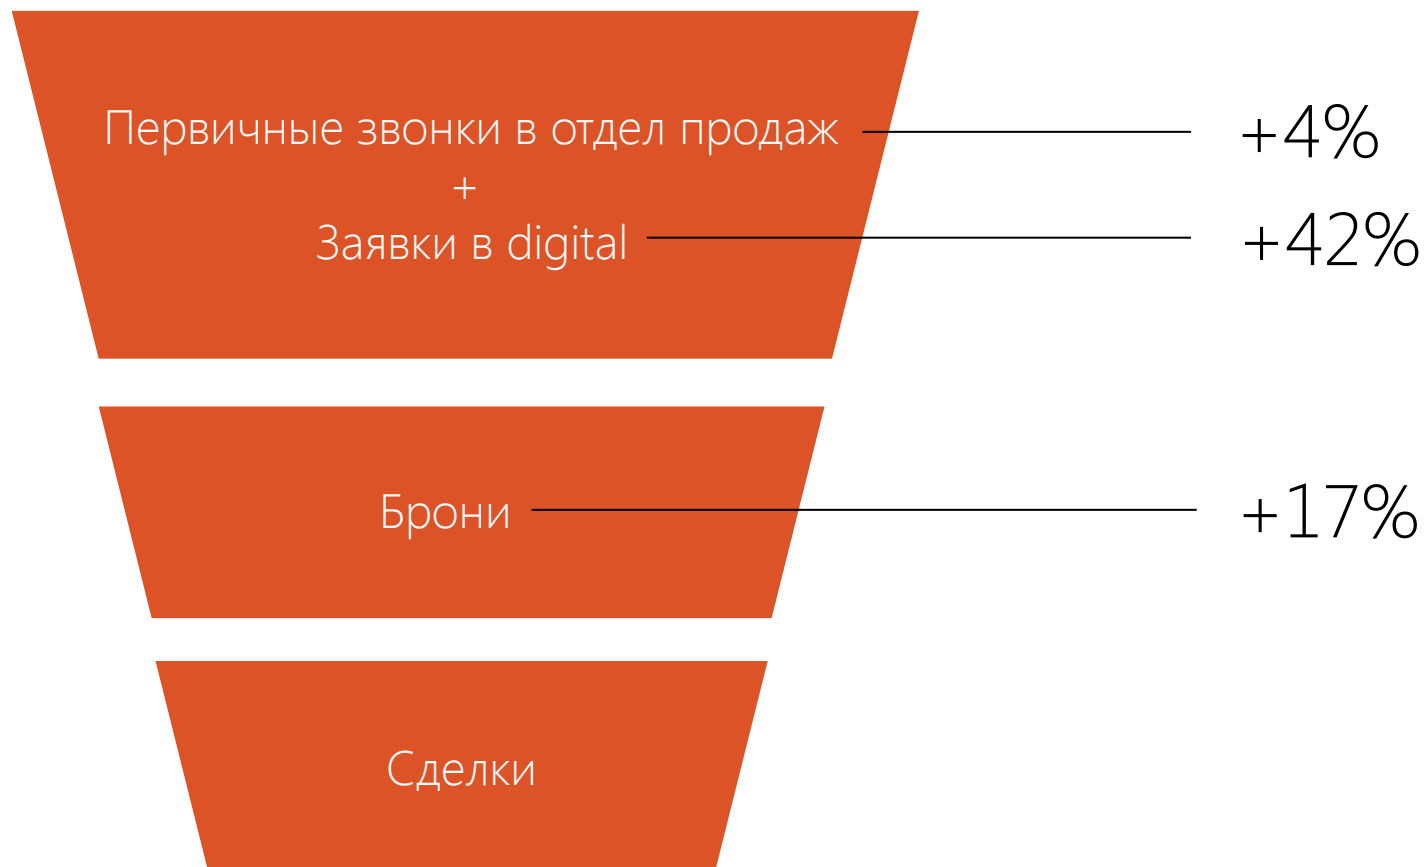 Первичные звонки в отдел продаж
+4%
+
Заявки в digital
+42%
Брони
+17%
Сделки